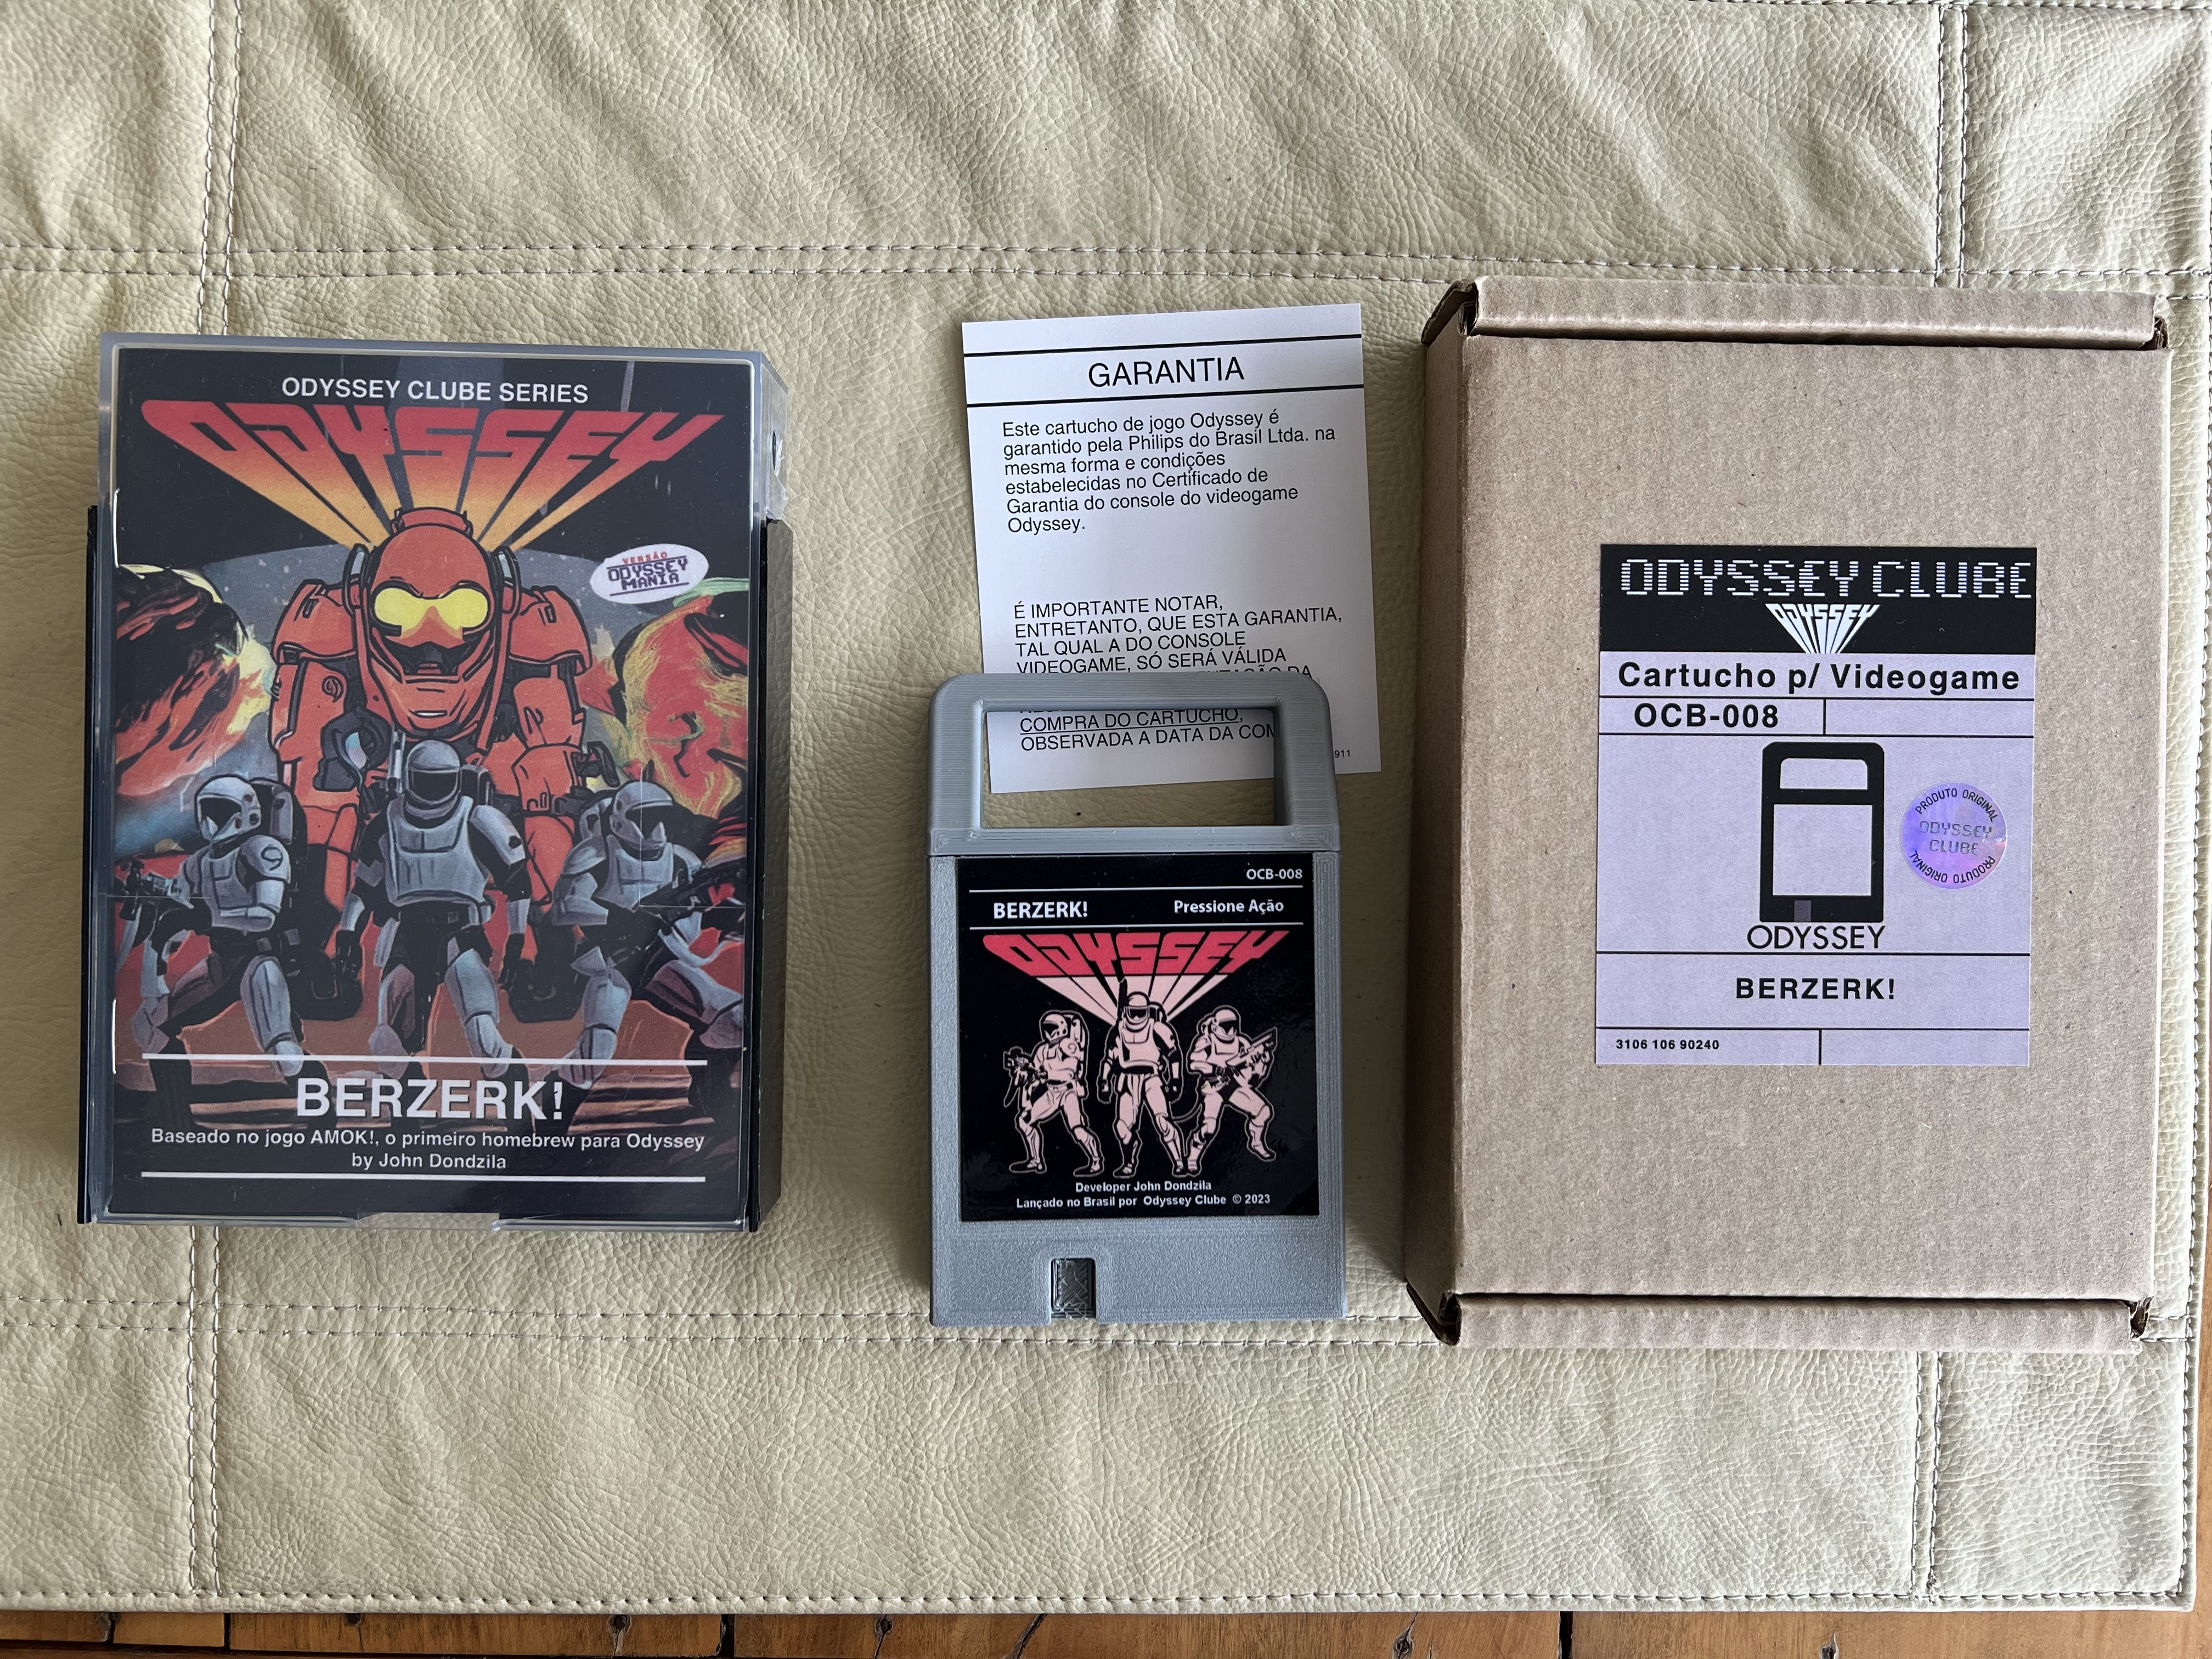 ODYSSEY CLUBE SERIES
ODYSSEY
VERSÃO
ODYSSEY
MANIA
BERZERK!
Baseado no jogo AMOK!, o primeiro homebrew para Odyssey
by John Dondzila
GARANTIA
Este cartucho de jogo Odyssey é
garantido pela Philips do Brasil Ltda. na
mesma forma e condições
estabelecidas no Certificado de
Garantia do console do videogame
Odyssey.
É IMPORTANTE NOTAR,
ENTRETANTO, QUE ESTA GARANTIA,
TAL QUAL A DO CONSOLE
VIDEOGAME, SÓ SERÁ VÁLIDA
DA
COMPRA DO CARTUCHO,
OBSERVADA A DATA DA COM
911
OCB-008
BERZERK! Pressione Ação
ODYSSEY
Developer John Dondzila
Lançado no Brasil por Odyssey Clube © 2023
ODYSSEY CLUBE
ODYSSEY
Cartucho p/ Videogame
OCB-008
PRODUTO ORIGINAL
ODYSSEY
CLUBE
PRODUTO ORIGINAL
ODYSSEY
BERZERK!
3106 106 90240